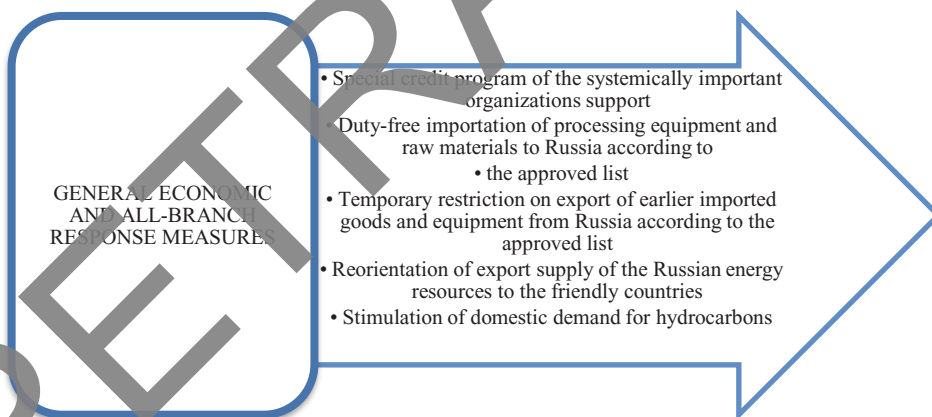 GENERAL ECONOMIC
AND ALL-BRANCH
RESPONSE MEASURES
• Special credit program of the systemically important
organizations support
• Duty-free importation of processing equipment and
raw materials to Russia according to
• the approved list
• Temporary restriction on export of earlier imported
goods and equipment from Russia according to the
approved list
• Reorientation of export supply of the Russian energy
resources to the friendly countries
• Stimulation of domestic demand for hydrocarbons